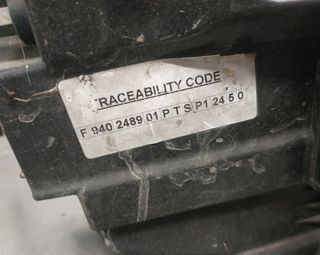 TRACEABILITY CODE
F 940 2489 01 P T S P1 24 5 0